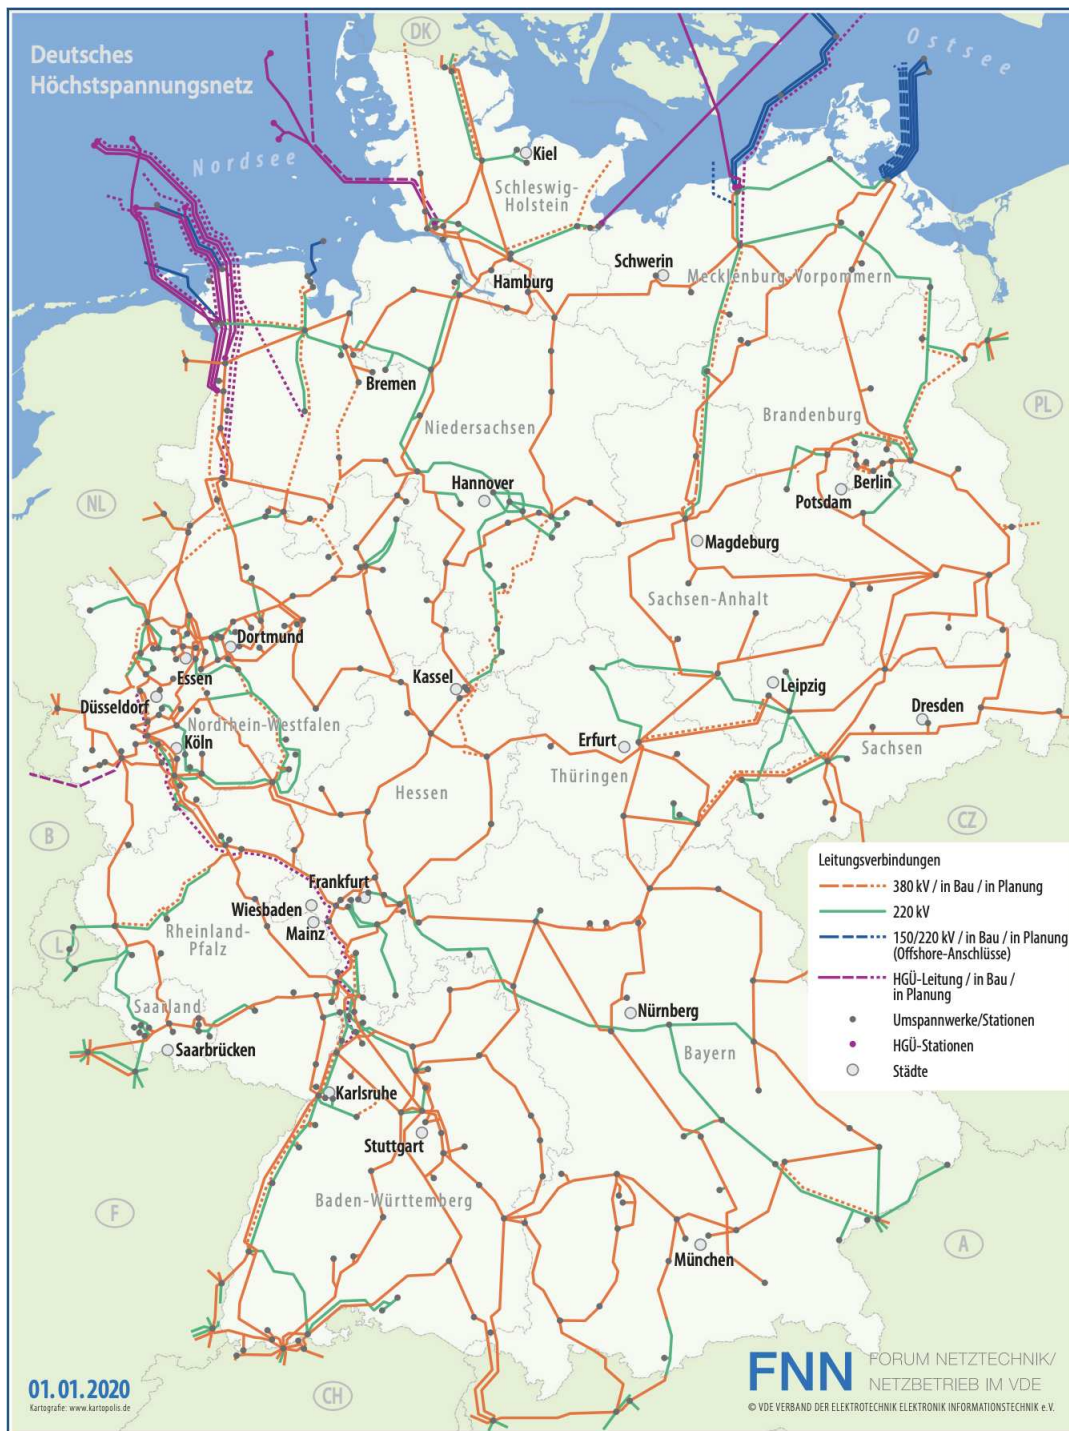 Deutsches
Höchstspannungsnetz
DK
Ostsee
Nordsee
Kiel
Schleswig-
Holstein
Schwerin
Mecklenburg-Vorpommern
Hamburg
Bremen
PL
Niedersachsen
Brandenburg
Hannover
Berlin
Potsdam
NL
Magdeburg
Sachsen-Anhalt
Dortmund
Essen
Kassel
Leipzig
Düsseldorf
Dresden
Nordrhein-Westfalen
Köln
Erfurt
Sachsen
Thüringen
Hessen
B
CZ
Leitungsverbindungen
380 kV / in Bau / in Planung
220 kV
150/220 kV / in Bau / in Planung
(Offshore-Anschlüsse)
HGÜ-Leitung / in Bau /
in Planung
Umspannwerke/Stationen
HGÜ-Stationen
Städte
Frankfurt
Wiesbaden
Mainz
Rheinland-
Pfalz
L
Saarland
Nürnberg
Saarbrücken
Bayern
Karlsruhe
Stuttgart
Baden-Württemberg
F
A
München
CH
01.01.2020
Kartografie: www.kartopolis.de
FNN FORUM NETZTECHNIK/
NETZBETRIEB IM VDE
© VDE VERBAND DER ELEKTROTECHNIK ELEKTRONIK INFORMATIONSTECHNIK e.V.